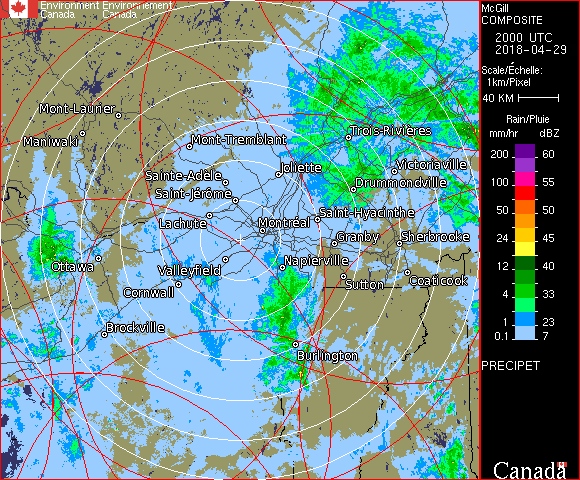 Environment Environnement
Canada Canada
McGill
COMPOSITE
2000 UTC
2018-04-29
Scale/Échelle:
1km/Pixel
40 KM
Rain/Pluie
mm/hr dBZ
200 60
100 55
50 50
24 45
12 40
4 33
1 23
0.1 7
PRECIPET
Canada
Mont-Laurier
Maniwaki
Mont-Tremblant
Trois-Rivières
Joliette
Victoriaville
Sainte-Adèle
Drummondville
Saint-Jérôme
Saint-Hyacinthe
Lachute
Montréal
Granby
Sherbrooke
Ottawa
Valleyfield
Napierville
Cornwall
Sutton
Coaticook
Brockville
Burlington